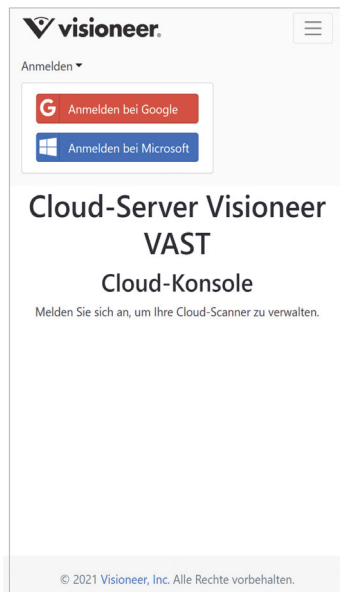 visioneer.
Anmelden
Anmelden bei Google
Anmelden bei Microsoft
Cloud-Server Visioneer
VAST
Cloud-Konsole
Melden Sie sich an, um Ihre Cloud-Scanner zu verwalten.
© 2021 Visioneer, Inc. Alle Rechte vorbehalten.